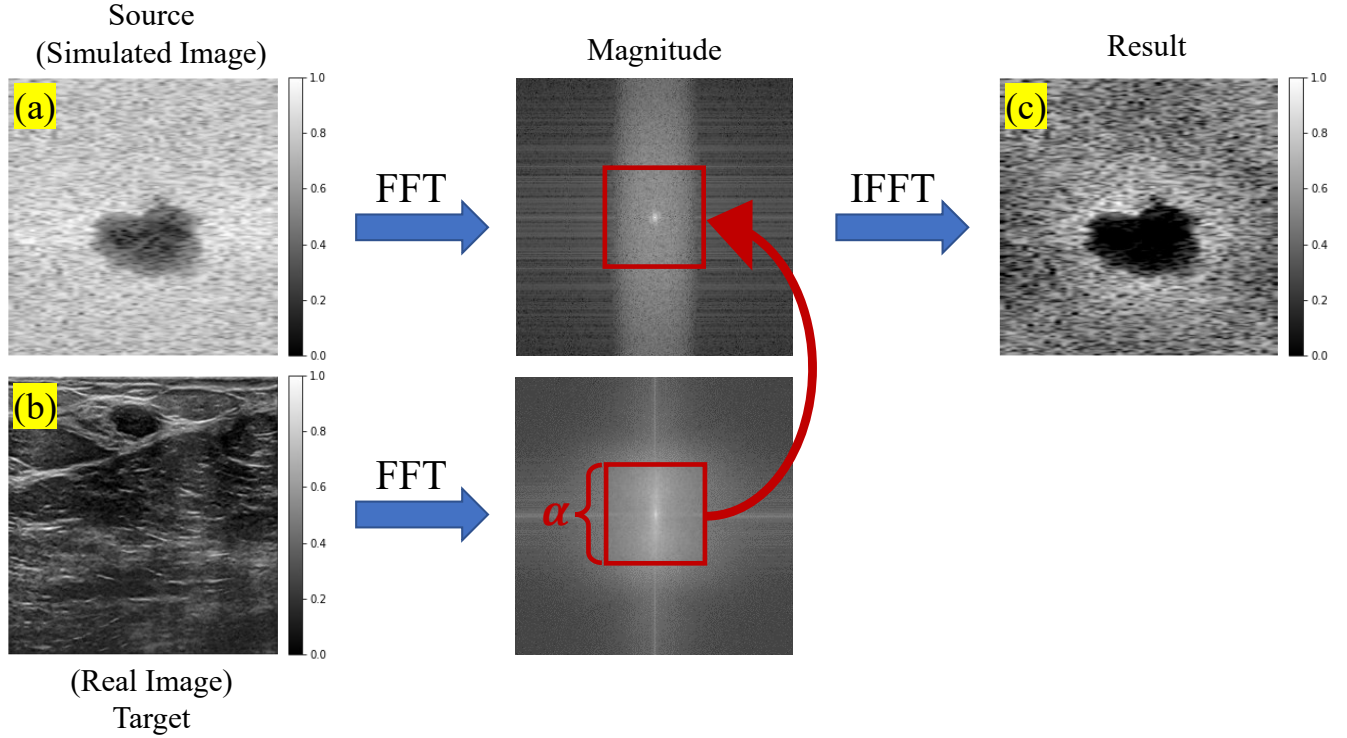 Source
(Simulated Image)
Magnitude
Result
(a)
1.0
0.8
0.6
0.4
0.2
0.0
FFT
IFFT
(c)
1.0
0.8
0.6
0.4
0.2
0.0
(b)
1.0
0.8
0.6
0.4
0.2
0.0
FFT
α
(Real Image)
Target